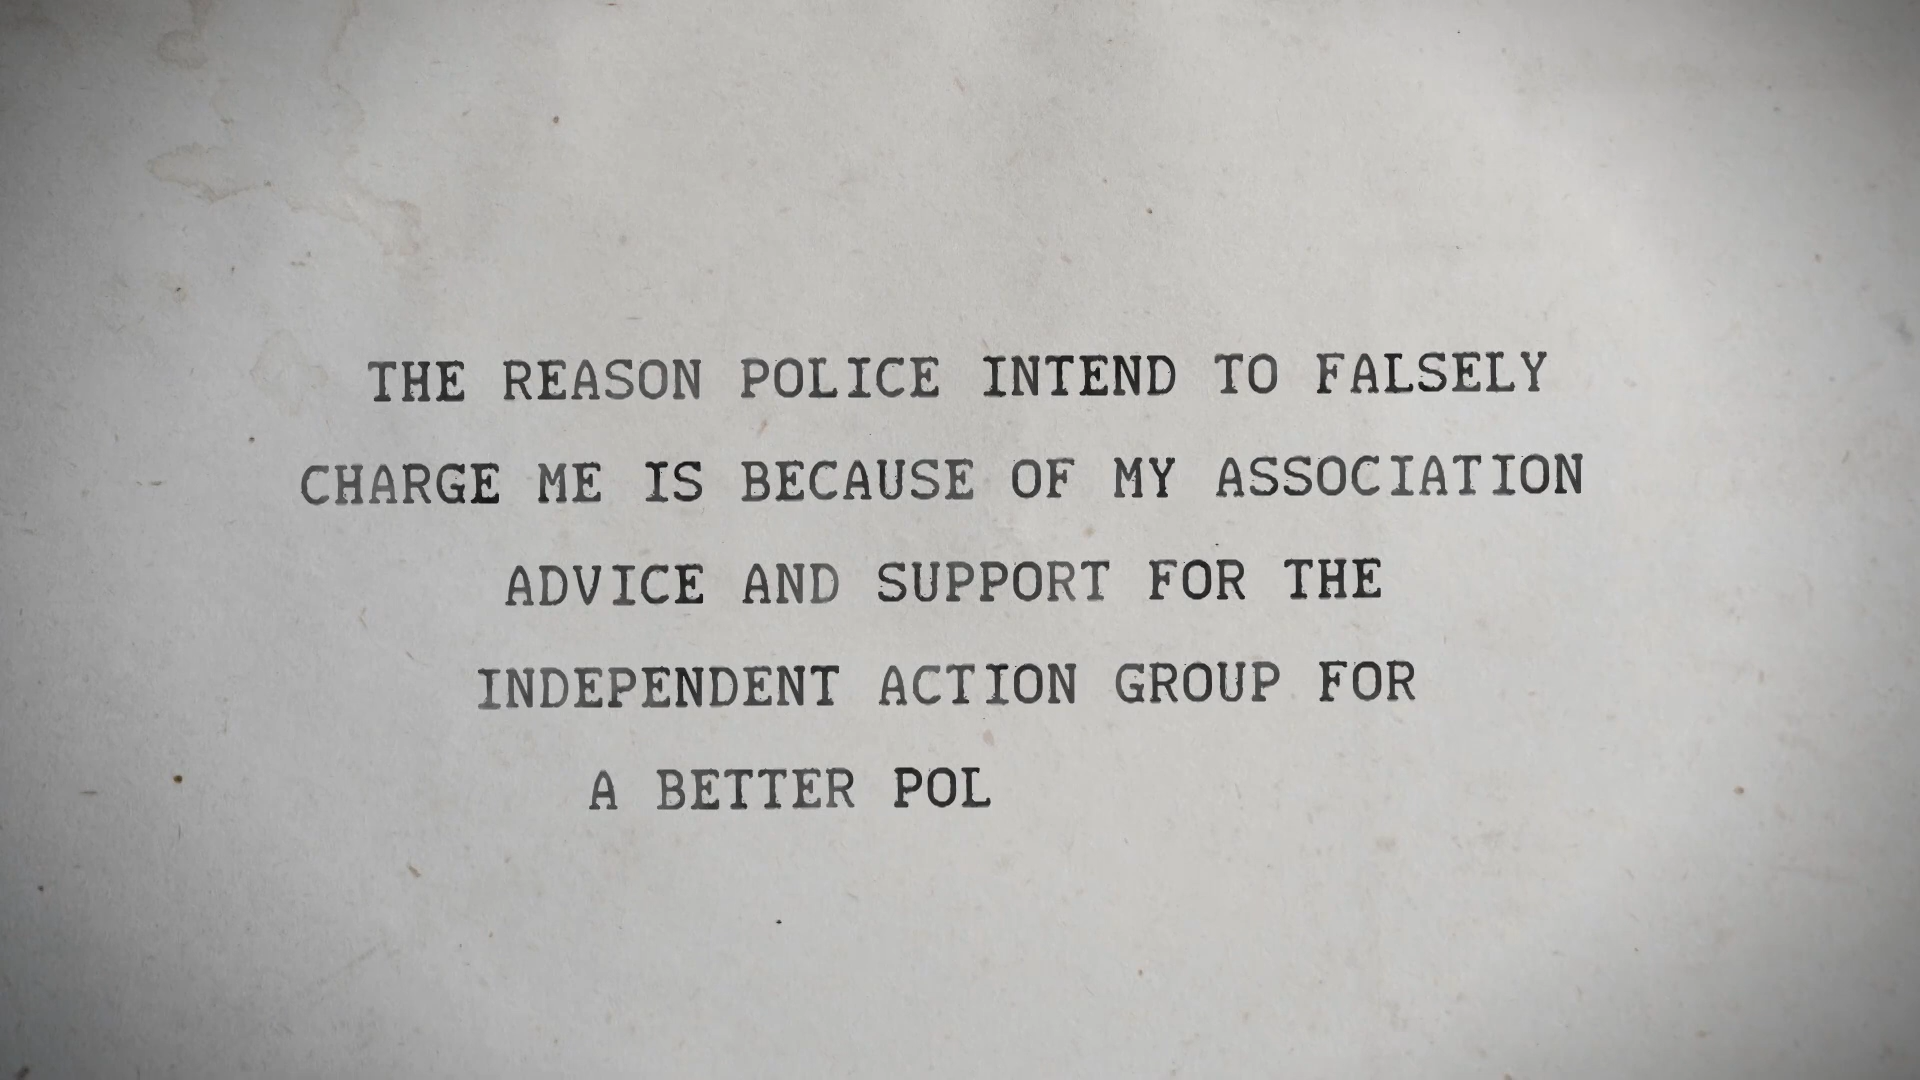 THE REASON POLICE INTEND TO FALSELY
CHARGE ME IS BECAUSE OF MY ASSOCIATION
ADVICE AND SUPPORT FOR THE
INDEPENDENT ACTION GROUP FOR
A BETTER POL